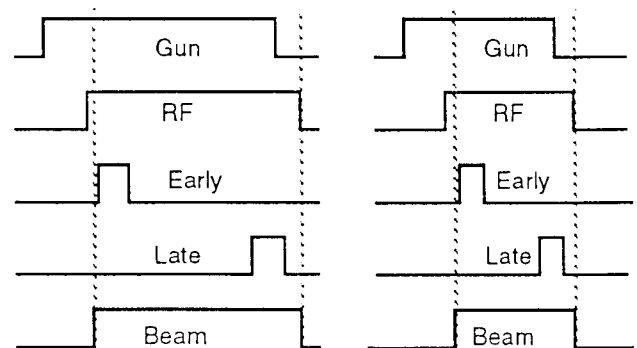 Gun Gun
RF RF
Early Early
Late Late
Beam Beam